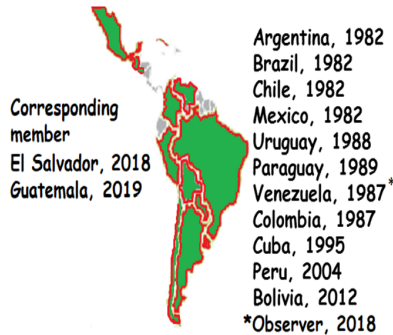 Corresponding
member
El Salvador, 2018
Guatemala, 2019
Argentina, 1982
Brazil, 1982
Chile, 1982
Mexico, 1982
Uruguay, 1988
Paraguay, 1989
Venezuela, 1987*
Colombia, 1987
Cuba, 1995
Peru, 2004
Bolivia, 2012
*Observer, 2018